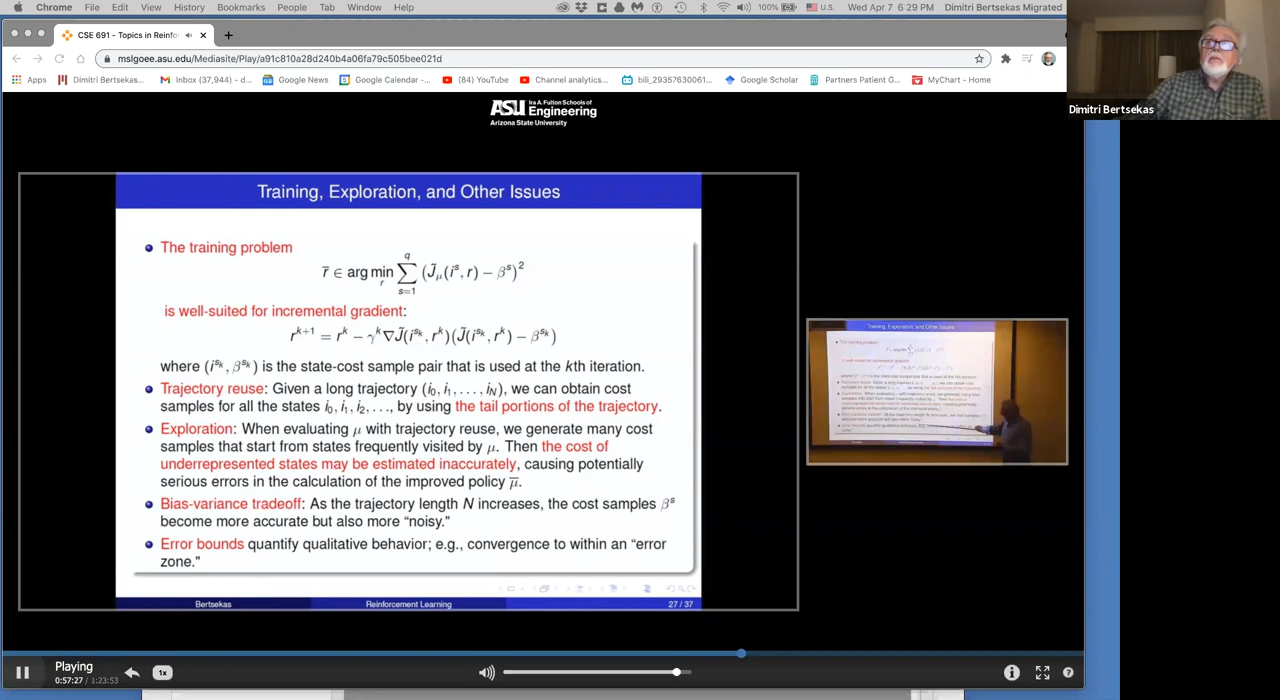 Chrome File Edit View History Bookmarks People Tab Window Help 100% U.S. Wed Apr 7 6:29 PM Dimitri Bertsekas Migrated
CSE 691 - Topics in Reinfo
mslgoee.asu.edu/Mediasite/Play/a91c810a28d240b4a06fa79c505bee021d
Apps Dimitri Bertsekas... Inbox (37,944) - d... Google News Google Calendar -... (84) YouTube Channel analytics... bili_29357630061... Google Scholar Partners Patient G... MyChart - Home
Dimitri Bertsekas
ASU Ira A. Fulton Schools of
Engineering
Arizona State University
Training, Exploration, and Other Issues
The training problem
r̄ ∈ arg min_r ∑_{s=1}^{q} (J̃_μ(i^s, r) − β^s)^2
is well-suited for incremental gradient:
r^{k+1} = r^k − γ^k∇J̃(i^{s_k}, r^k)(J̃(i^{s_k}, r^k) − β^{s_k})
where (i^{s_k}, β^{s_k}) is the state-cost sample pair that is used at the kth iteration.
Trajectory reuse: Given a long trajectory (i_0, i_1, . . . , i_N), we can obtain cost
samples for all the states i_0, i_1, i_2, . . ., by using the tail portions of the trajectory.
Exploration: When evaluating μ with trajectory reuse, we generate many cost
samples that start from states frequently visited by μ. Then the cost of
underrepresented states may be estimated inaccurately, causing potentially
serious errors in the calculation of the improved policy μ̄.
Bias-variance tradeoff: As the trajectory length N increases, the cost samples β^s
become more accurate but also more “noisy.”
Error bounds quantify qualitative behavior; e.g., convergence to within an “error
zone.”
Bertsekas Reinforcement Learning 27 / 37
Training, Exploration, and Other Issues
Playing
0:57:27 / 1:23:53
1x